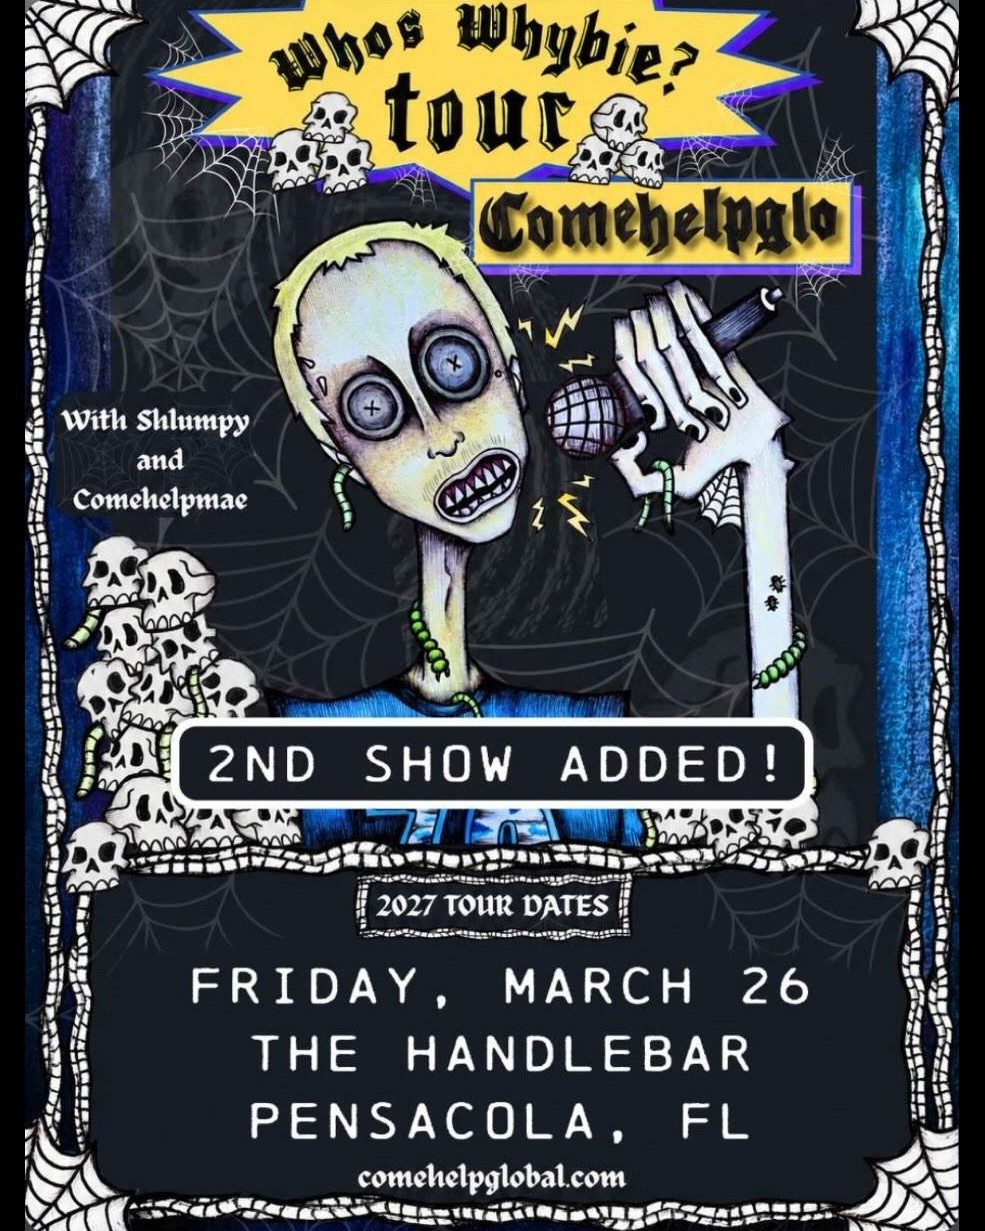 Whos Whybie?
tour
Comehelpglo
With Shlumpy
and
Comehelpmae
2ND SHOW ADDED!
2027 TOUR DATES
FRIDAY, MARCH 26
THE HANDLEBAR
PENSACOLA, FL
comehelpglobal.com